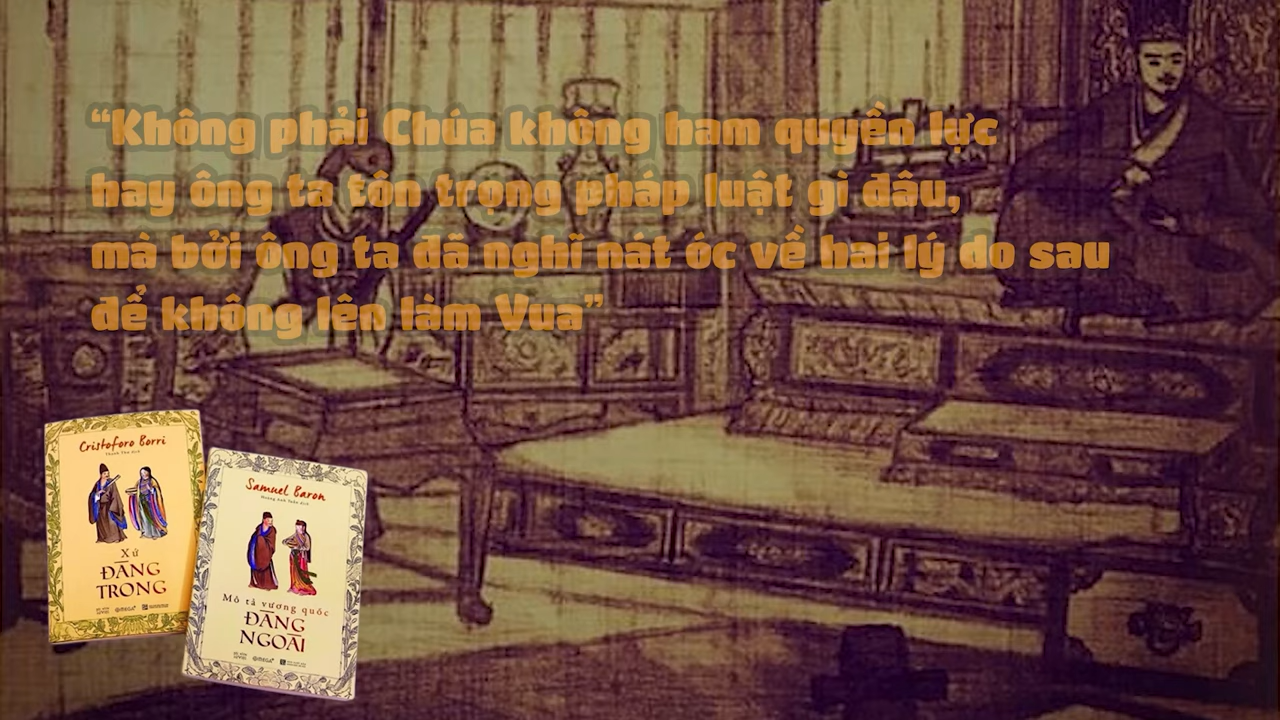 “Không phải Chúa không ham quyền lực
hay ông ta tôn trọng pháp luật gì đâu,
mà bởi ông ta đã nghĩ nát óc về hai lý do sau
để không lên làm Vua”
Cristoforo Borri
Xứ
ĐÀNG
TRONG
Samuel Baron
Mô tả vương quốc
ĐÀNG
NGOÀI